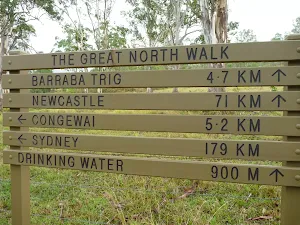 THE GREAT NORTH WALK
BARRABA TRIG 4·7 KM ↑
NEWCASTLE 71 KM ↑
← CONGEWAI 5·2 KM
← SYDNEY 179 KM
DRINKING WATER 900 M ↑